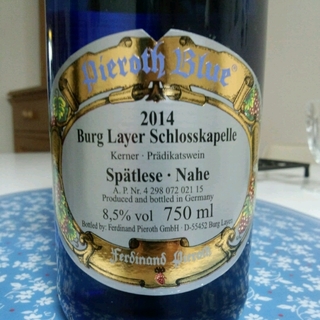 Pieroth Blue®
2014
Burg Layer Schlosskapelle
Kerner · Prädikatswein
Spätlese · Nahe
A. P. Nr. 4 298 072 021 15
Produced and bottled in Germany
8,5% vol 750 ml
Bottled by: Ferdinand Pieroth GmbH · D-55452 Burg Layen
Ferdinand Pieroth